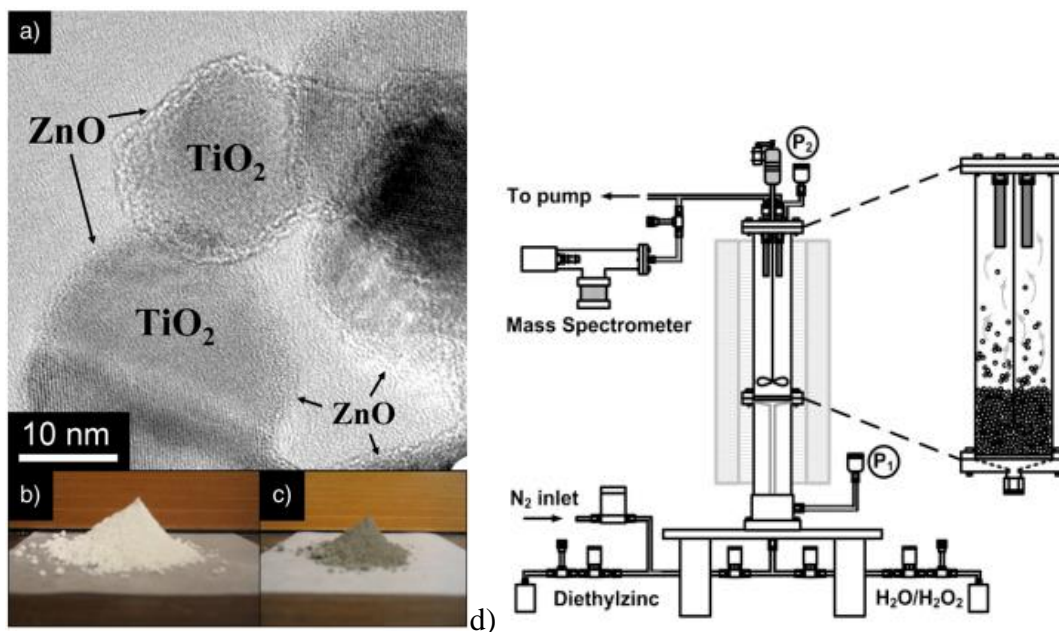 a)
ZnO
TiO₂
TiO₂
ZnO
10 nm
b)
c)
d)
P₂
To pump
Mass Spectrometer
P₁
N₂ inlet
Diethylzinc
H₂O/H₂O₂